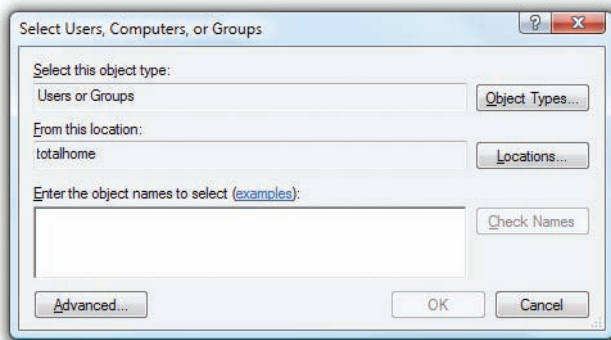 Select Users, Computers, or Groups
Select this object type:
Users or Groups
Object Types...
From this location:
totalhome
Locations...
Enter the object names to select (examples):
Check Names
Advanced...
OK
Cancel